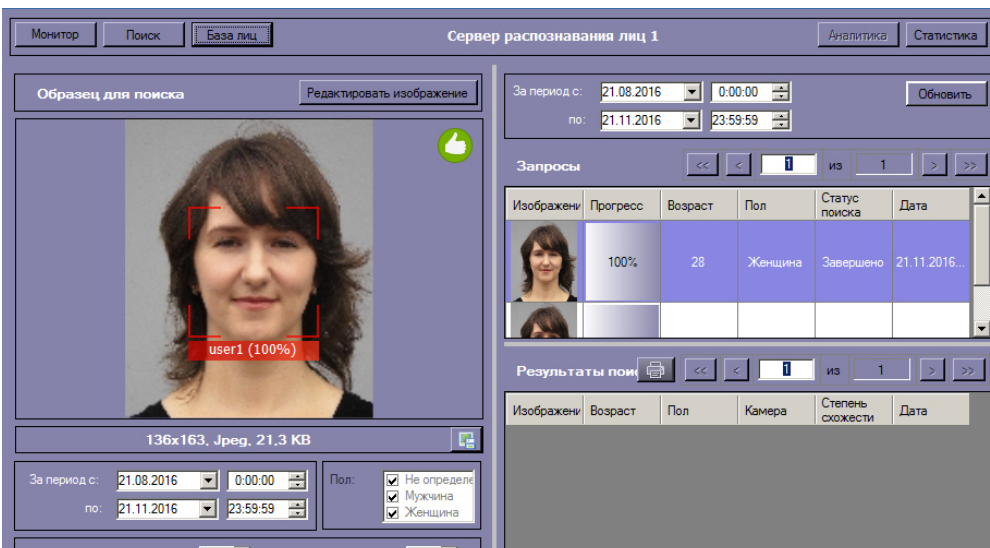 Монитор Поиск База лиц Сервер распознавания лиц 1 Аналитика Статистика
Образец для поиска Редактировать изображение
user1 (100%)
136x163, Jpeg, 21,3 KB
За период с: 21.08.2016 0:00:00
по: 21.11.2016 23:59:59
Пол: Не определе
Мужчина
Женщина
За период с: 21.08.2016 0:00:00 Обновить
по: 21.11.2016 23:59:59
Запросы << < 1 из 1 > >>
Изображени Прогресс Возраст Пол Статус поиска Дата
100% 28 Женщина Завершено 21.11.2016...
Результаты пои << < 1 из 1 > >>
Изображени Возраст Пол Камера Степень схожести Дата